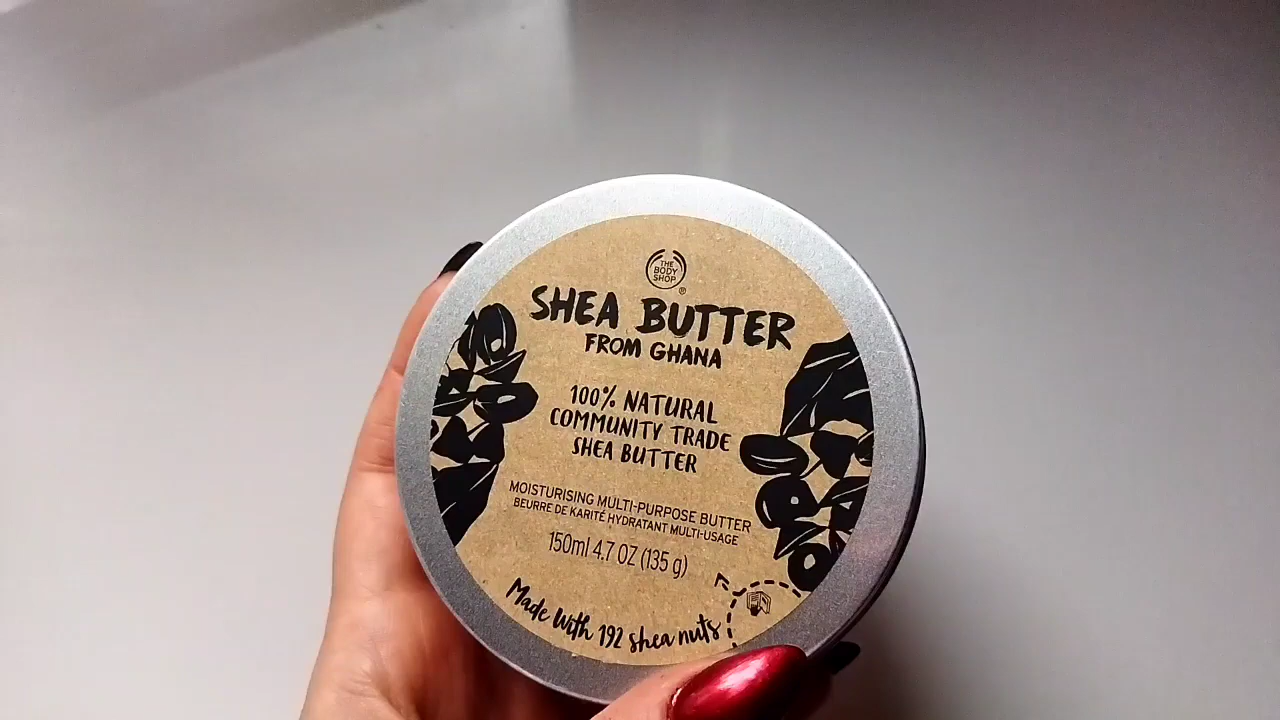 THE
BODY
SHOP
®
SHEA BUTTER
FROM GHANA
100% NATURAL
COMMUNITY TRADE
SHEA BUTTER
MOISTURISING MULTI-PURPOSE BUTTER
BEURRE DE KARITÉ HYDRATANT MULTI-USAGE
150ml 4.7 OZ (135 g)
Made With 192 shea nuts